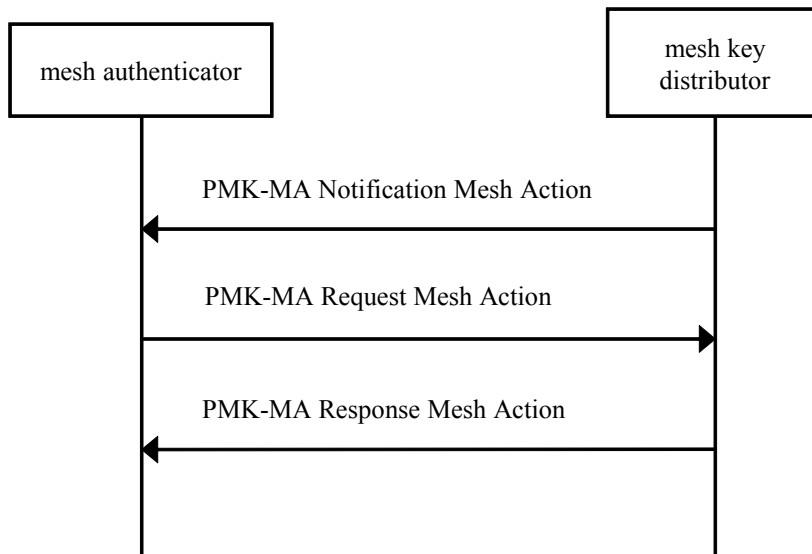 mesh authenticator
mesh key
distributor
PMK-MA Notification Mesh Action
PMK-MA Request Mesh Action
PMK-MA Response Mesh Action